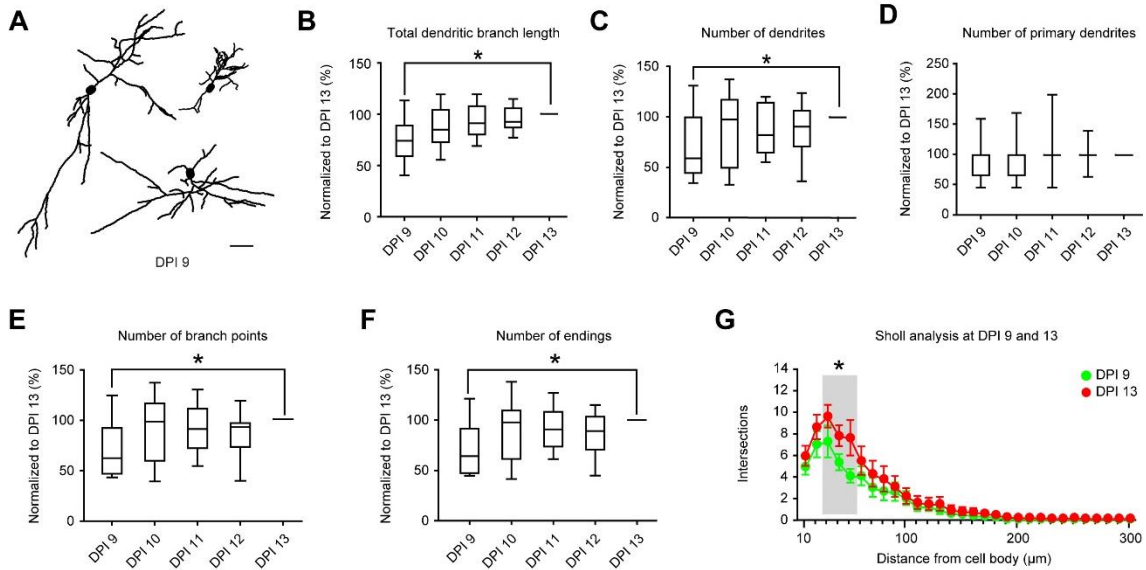 A
DPI 9
B
Total dendritic branch length
Normalized to DPI 13 (%)
150
100
50
0
*
DPI 9
DPI 10
DPI 11
DPI 12
DPI 13
C
Number of dendrites
Normalized to DPI 13 (%)
150
100
50
0
*
DPI 9
DPI 10
DPI 11
DPI 12
DPI 13
D
Number of primary dendrites
Normalized to DPI 13 (%)
250
200
150
100
50
0
DPI 9
DPI 10
DPI 11
DPI 12
DPI 13
E
Number of branch points
Normalized to DPI 13 (%)
150
100
50
0
*
DPI 9
DPI 10
DPI 11
DPI 12
DPI 13
F
Number of endings
Normalized to DPI 13 (%)
150
100
50
0
*
DPI 9
DPI 10
DPI 11
DPI 12
DPI 13
G
Sholl analysis at DPI 9 and 13
Intersections
14
12
10
8
6
4
2
0
*
DPI 9
DPI 13
10
100
200
300
Distance from cell body (µm)